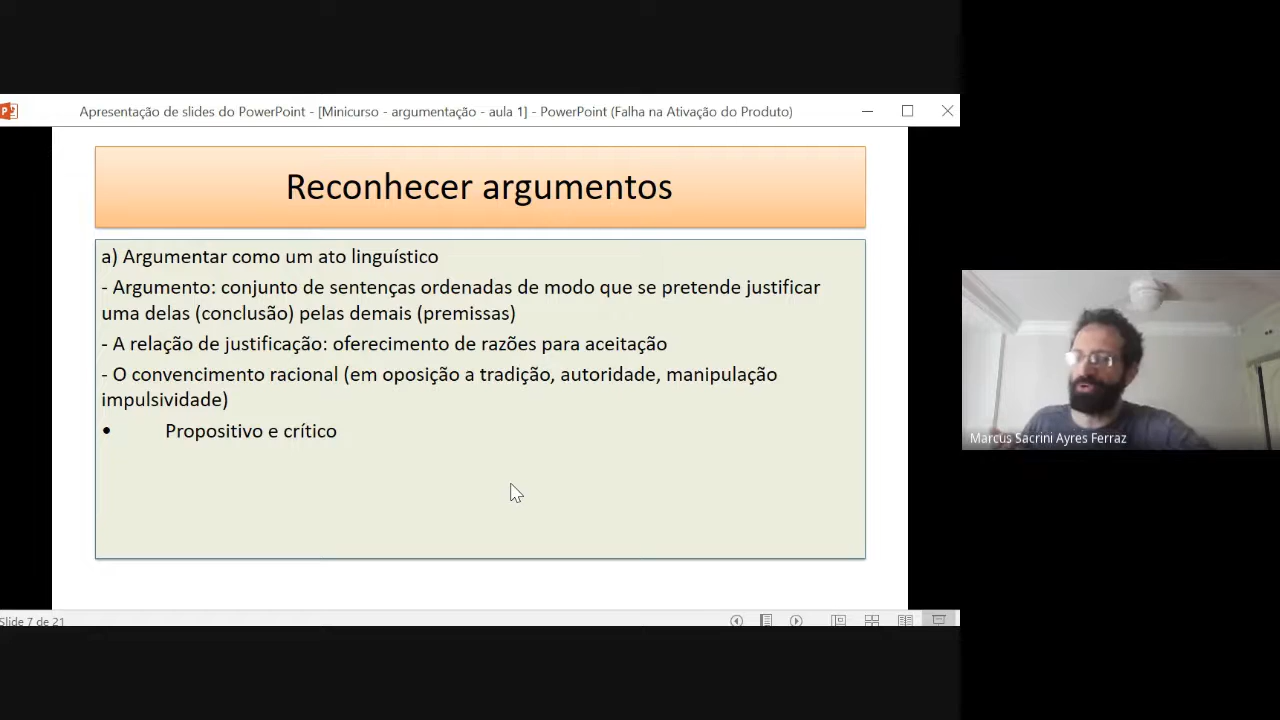 Apresentação de slides do PowerPoint - [Minicurso - argumentação - aula 1] - PowerPoint (Falha na Ativação do Produto)
Reconhecer argumentos
a) Argumentar como um ato linguístico
- Argumento: conjunto de sentenças ordenadas de modo que se pretende justificar
uma delas (conclusão) pelas demais (premissas)
- A relação de justificação: oferecimento de razões para aceitação
- O convencimento racional (em oposição a tradição, autoridade, manipulação
impulsividade)
• Propositivo e crítico
Marcus Sacrini Ayres Ferraz
Slide 7 de 21